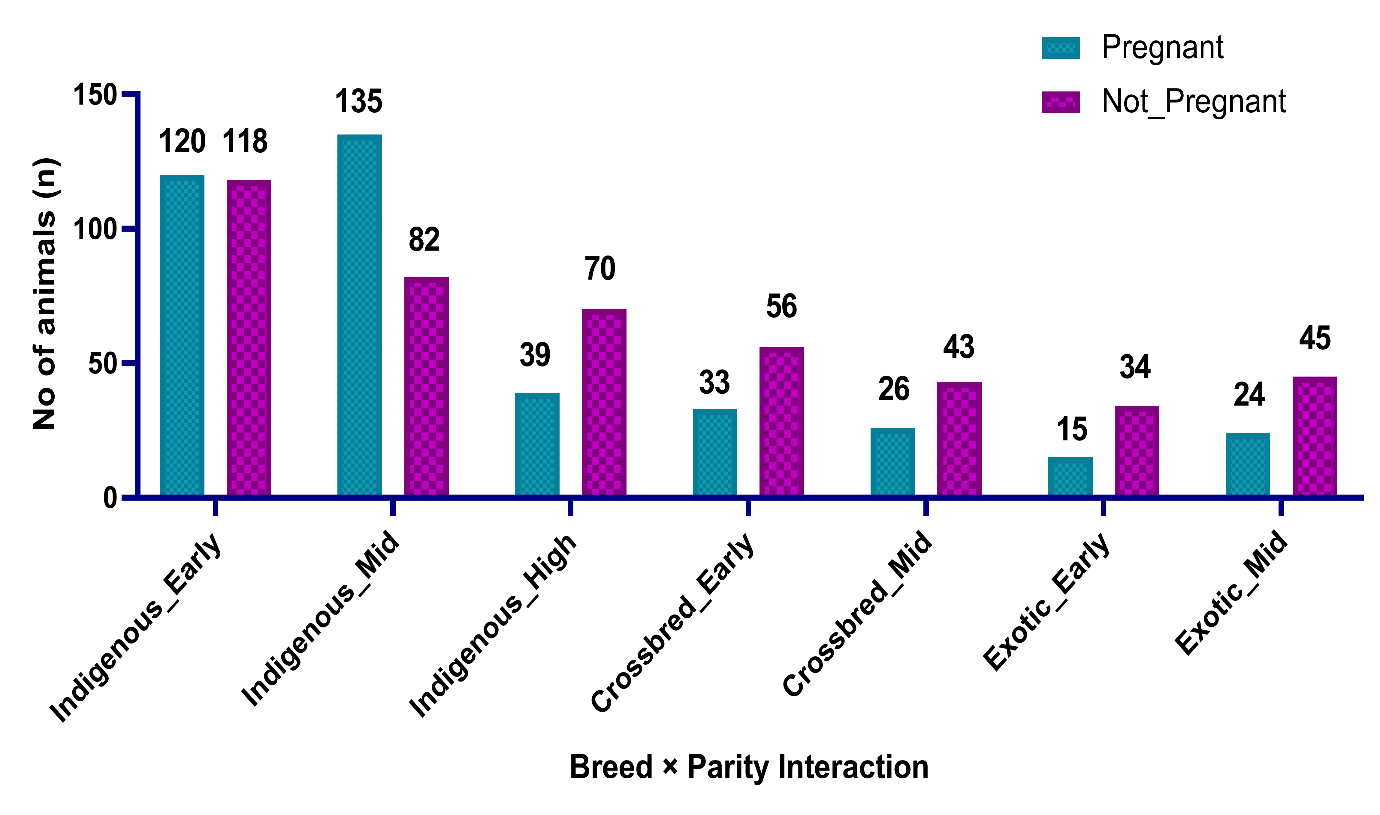 Pregnant
Not_Pregnant
No of animals (n)
150
100
50
0
120 118
135 82
39 70
33 56
26 43
15 34
24 45
Indigenous_Early
Indigenous_Mid
Indigenous_High
Crossbred_Early
Crossbred_Mid
Exotic_Early
Exotic_Mid
Breed × Parity Interaction